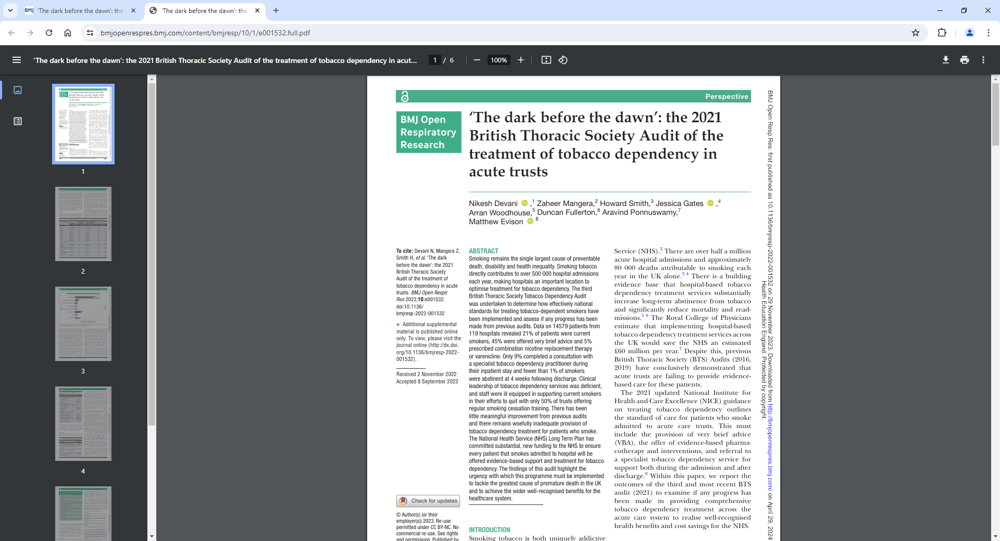 'The dark before the dawn': the
'The dark before the dawn': the
bmjopenrespres.bmj.com/content/bmjresp/10/1/e001532.full.pdf
'The dark before the dawn': the 2021 British Thoracic Society Audit of the treatment of tobacco dependency in acut...
1 / 6
100%
1
2
3
4
Perspective
BMJ Open
Respiratory
Research
'The dark before the dawn': the 2021
British Thoracic Society Audit of the
treatment of tobacco dependency in
acute trusts
Nikesh Devani ,1 Zaheer Mangera,2 Howard Smith,3 Jessica Gates ,4
Arran Woodhouse,5 Duncan Fullerton,6 Aravind Ponnuswamy,7
Matthew Evison 8
To cite: Devani N, Mangera Z,
Smith H, et al. 'The dark
before the dawn': the 2021
British Thoracic Society
Audit of the treatment of
tobacco dependency in acute
trusts. BMJ Open Respir
Res 2023;10:e001532.
doi:10.1136/
bmjresp-2022-001532
► Additional supplemental
material is published online
only. To view, please visit the
journal online (http://dx.doi.
org/10.1136/bmjresp-2022-
001532).
Received 2 November 2022
Accepted 8 September 2023
Check for updates
© Author(s) (or their
employer(s)) 2023. Re-use
permitted under CC BY-NC. No
commercial re-use. See rights
and permissions. Published by
ABSTRACT
Smoking remains the single largest cause of preventable
death, disability and health inequality. Smoking tobacco
directly contributes to over 500 000 hospital admissions
each year, making hospitals an important location to
optimise treatment for tobacco dependency. The third
British Thoracic Society Tobacco Dependency Audit
was undertaken to determine how effectively national
standards for treating tobacco-dependent smokers have
been implemented and assess if any progress has been
made from previous audits. Data on 14579 patients from
119 hospitals revealed 21% of patients were current
smokers, 45% were offered very brief advice and 5%
prescribed combination nicotine replacement therapy
or varenicline. Only 9% completed a consultation with
a specialist tobacco dependency practitioner during
their inpatient stay and fewer than 1% of smokers
were abstinent at 4 weeks following discharge. Clinical
leadership of tobacco dependency services was deficient,
and staff were ill equipped in supporting current smokers
in their efforts to quit with only 50% of trusts offering
regular smoking cessation training. There has been
little meaningful improvement from previous audits
and there remains woefully inadequate provision of
tobacco dependency treatment for patients who smoke.
The National Health Service (NHS) Long Term Plan has
committed substantial, new funding to the NHS to ensure
every patient that smokes admitted to hospital will be
offered evidence-based support and treatment for tobacco
dependency. The findings of this audit highlight the
urgency with which this programme must be implemented
to tackle the greatest cause of premature death in the UK
and to achieve the wider well-recognised benefits for the
healthcare system.
INTRODUCTION
Smoking tobacco is both uniquely addictive
Service (NHS).2 There are over half a million
acute hospital admissions and approximately
80 000 deaths attributable to smoking each
year in the UK alone.3 4 There is a building
evidence base that hospital-based tobacco
dependency treatment services substantially
increase long-term abstinence from tobacco
and significantly reduce mortality and read-
missions.5 6 The Royal College of Physicians
estimate that implementing hospital-based
tobacco dependency treatment services across
the UK would save the NHS an estimated
£60 million per year.7 Despite this, previous
British Thoracic Society (BTS) Audits (2016,
2019) have conclusively demonstrated that
acute trusts are failing to provide evidence-
based care for these patients.
The 2021 updated National Institute for
Health and Care Excellence (NICE) guidance
on treating tobacco dependency outlines
the standard of care for patients who smoke
admitted to acute care trusts. This must
include the provision of very brief advice
(VBA), the offer of evidence-based pharma-
cotherapy and interventions, and referral to
a specialist tobacco dependency service for
support both during the admission and after
discharge.8 Within this paper, we report the
outcomes of the third and most recent BTS
audit (2021) to examine if any progress has
been made in providing comprehensive
tobacco dependency treatment across the
acute care system to realise well-recognised
health benefits and cost savings for the NHS.
BMJ Open Resp Res: first published as 10.1136/bmjresp-2022-001532 on 29 November 2023. Downloaded from http://bmjopenrespres.bmj.com/ on April 29, 2024
Health Education England. Protected by copyright.